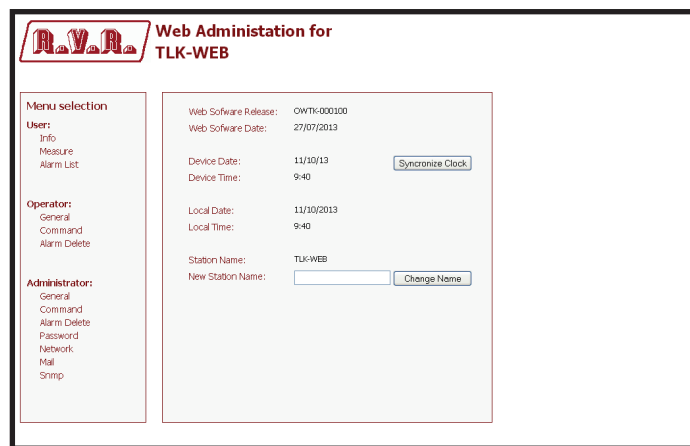 R.V.R.
Web Administation for
TLK-WEB
Menu selection
User:
Info
Measure
Alarm List
Operator:
General
Command
Alarm Delete
Administrator:
General
Command
Alarm Delete
Password
Network
Mail
Snmp
Web Sofware Release: OWTK-000100
Web Sofware Date: 27/07/2013
Device Date: 11/10/13 Syncronize Clock
Device Time: 9:40
Local Date: 11/10/2013
Local Time: 9:40
Station Name: TLK-WEB
New Station Name: Change Name